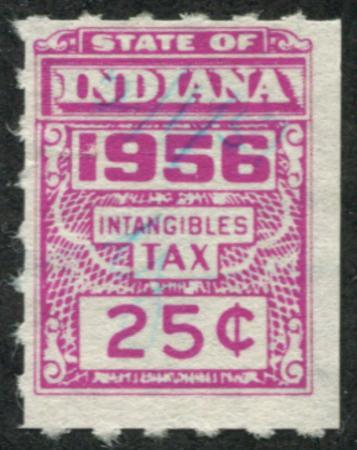 STATE OF
INDIANA
1956
INTANGIBLES
TAX
25¢